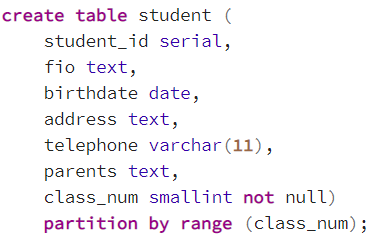 create table student (
    student_id serial,
    fio text,
    birthdate date,
    address text,
    telephone varchar(11),
    parents text,
    class_num smallint not null)
    partition by range (class_num);